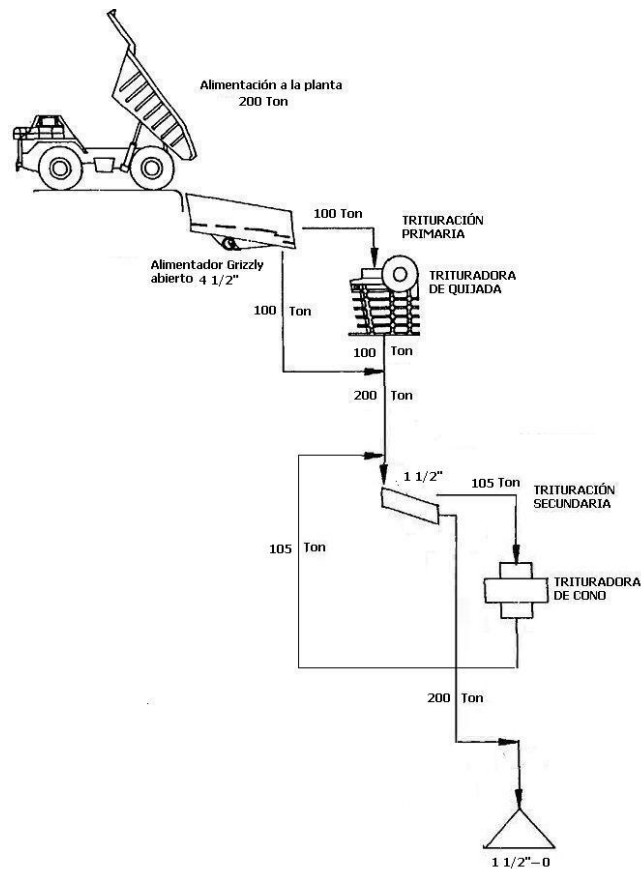 Alimentación a la planta
200 Ton
100 Ton
TRITURACIÓN
PRIMARIA
Alimentador Grizzly
abierto 4 1/2"
TRITURADORA
DE QUIJADA
100 Ton
100 Ton
200 Ton
1 1/2"
105 Ton
TRITURACIÓN
SECUNDARIA
105 Ton
TRITURADORA
DE CONO
200 Ton
1 1/2"–0